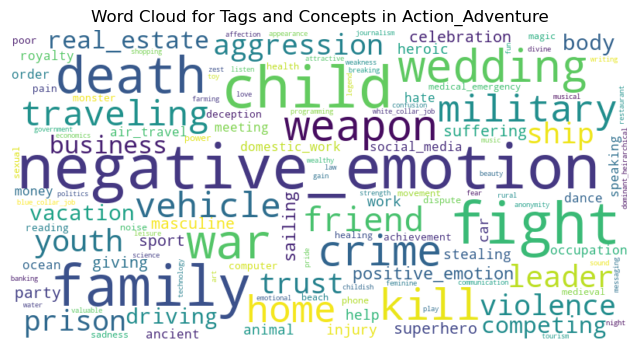 Word Cloud for Tags and Concepts in Action_Adventure
poor real_estate aggression affection appearance journalism celebration magic body
royalty shopping zest attractive weakness breaking heroic divine writing
order death toy listen health love child wedding fun
pain monster farming legend hate medical_emergency musical restaurant
traveling deception programming white_collar_job confusion military
government air_travel meeting power weapon suffering ship music
economics business domestic_work social_media speaking dominant_heirarchical
sexual negative_emotion
money politics wealthy law gain strength movement fear rural beauty
blue_collar_job vehicle sailing friend work dispute anonymity dance
vacation masculine healing achievement car fight
reading noise leisure war pride crime stealing occupation
youth sport science computer positive_emotion sound messaging
ocean giving technology trust leader medieval
banking family art home phone communication
party water valuable emotional beach childish feminine kill violence
prison driving help play superhero competing night
sadness ancient animal injury tourism